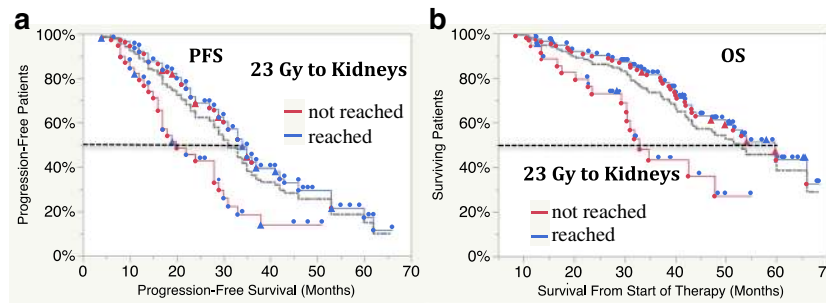 a
PFS
23 Gy to Kidneys
not reached
reached
Progression-Free Patients
100%
80%
60%
40%
20%
0%
0 10 20 30 40 50 60 70
Progression-Free Survival (Months)
b
OS
23 Gy to Kidneys
not reached
reached
Surviving Patients
100%
80%
60%
40%
20%
0%
10 20 30 40 50 60 70
Survival From Start of Therapy (Months)